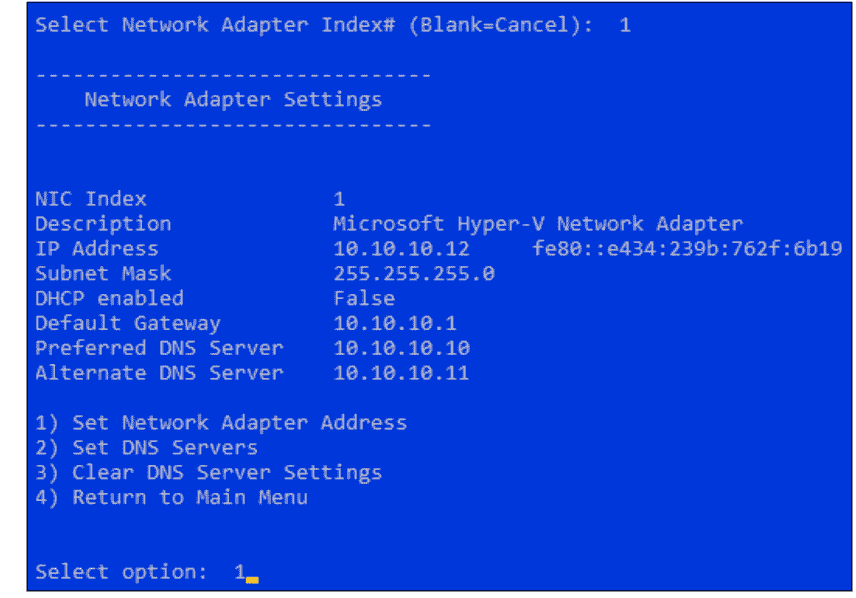 Select Network Adapter Index# (Blank=Cancel):  1
--------------------------------
    Network Adapter Settings
--------------------------------
NIC Index               1
Description             Microsoft Hyper-V Network Adapter
IP Address              10.10.10.12     fe80::e434:239b:762f:6b19
Subnet Mask             255.255.255.0
DHCP enabled            False
Default Gateway         10.10.10.1
Preferred DNS Server    10.10.10.10
Alternate DNS Server    10.10.10.11
1) Set Network Adapter Address
2) Set DNS Servers
3) Clear DNS Server Settings
4) Return to Main Menu
Select option:  1_